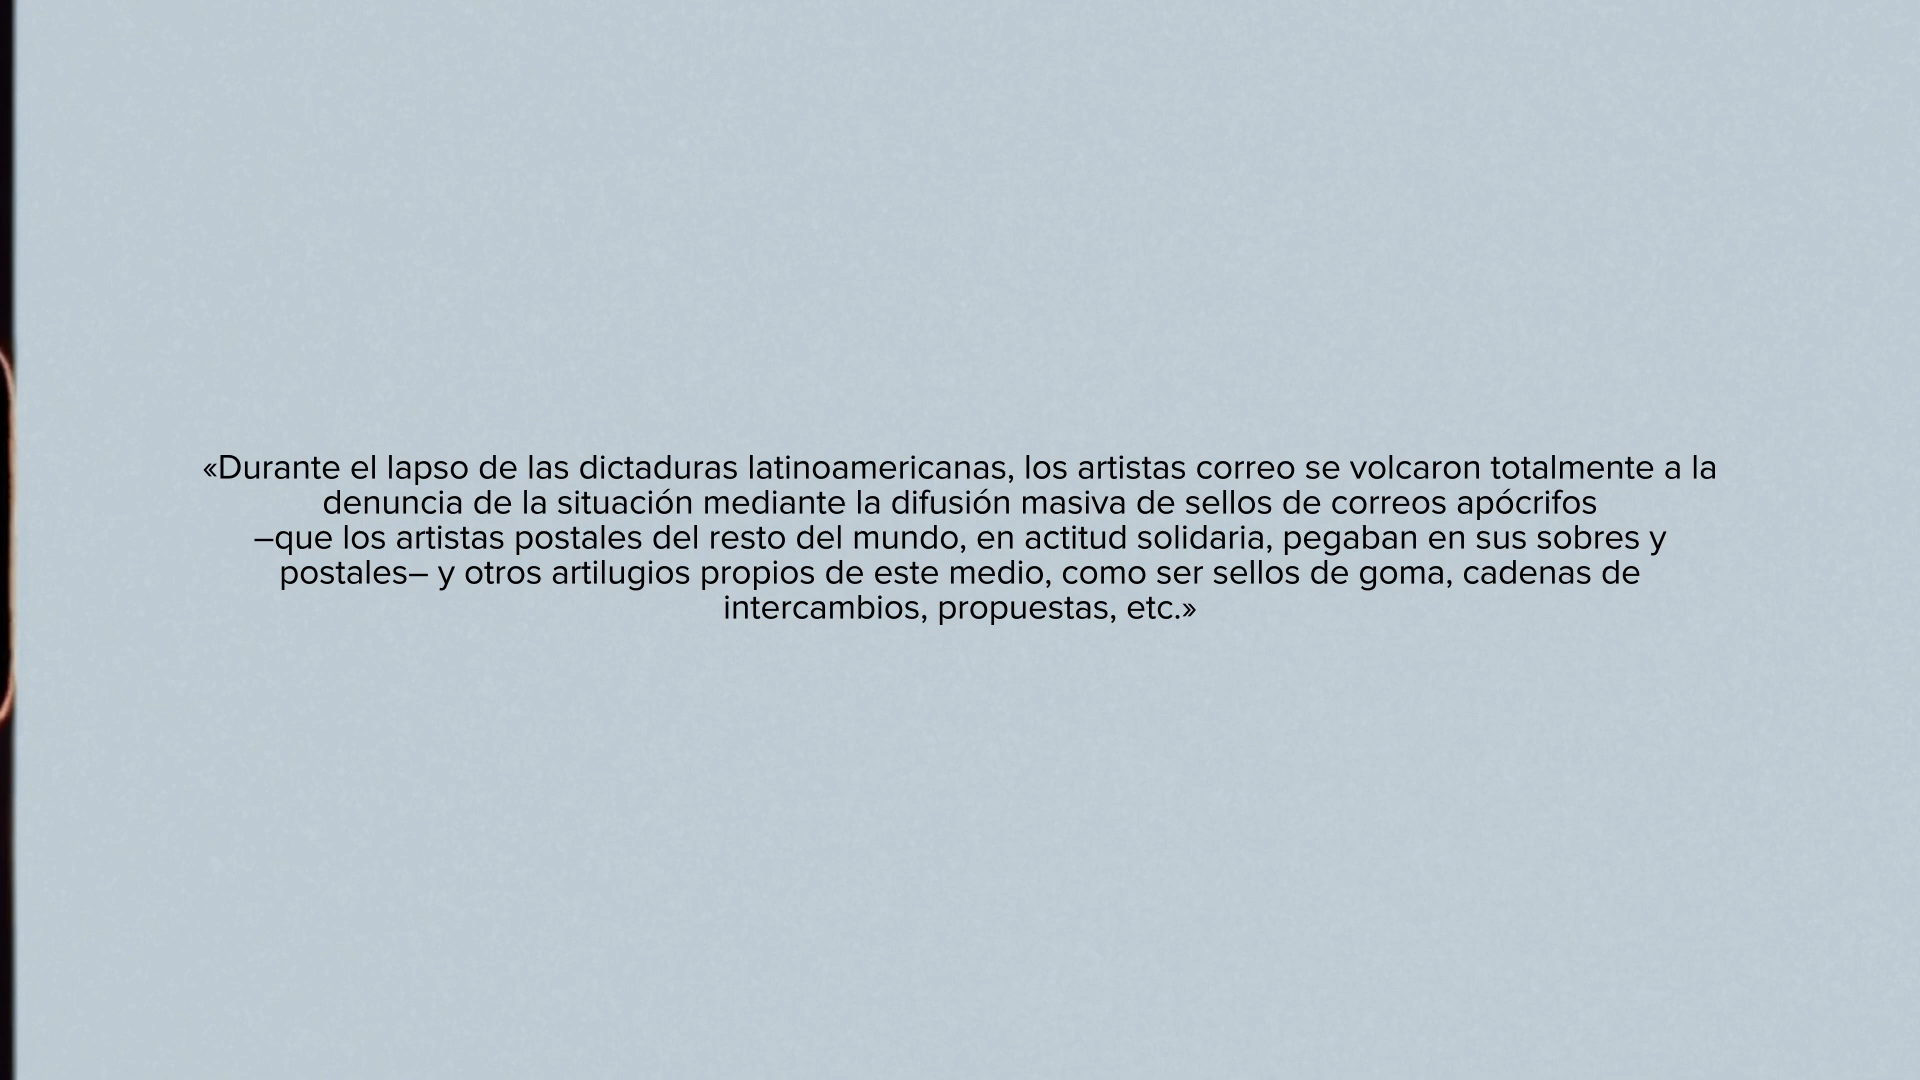 «Durante el lapso de las dictaduras latinoamericanas, los artistas correo se volcaron totalmente a la
denuncia de la situación mediante la difusión masiva de sellos de correos apócrifos
–que los artistas postales del resto del mundo, en actitud solidaria, pegaban en sus sobres y
postales– y otros artilugios propios de este medio, como ser sellos de goma, cadenas de
intercambios, propuestas, etc.»